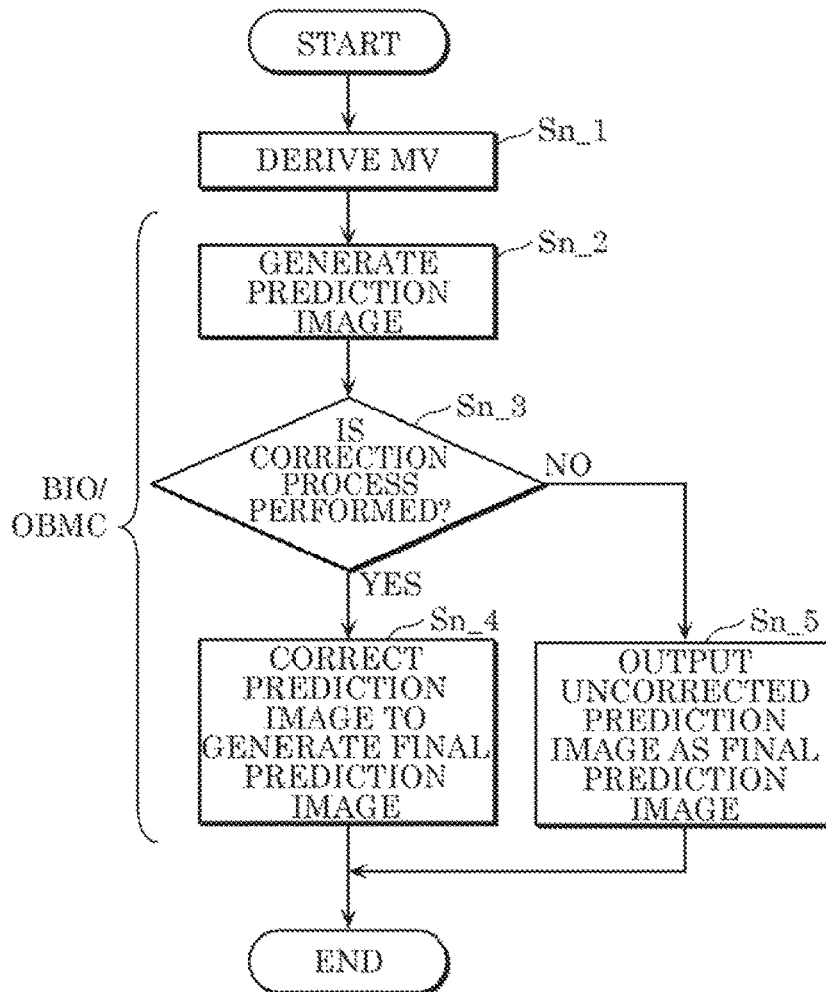 START
Sn_1
DERIVE MV
Sn_2
GENERATE
PREDICTION
IMAGE
Sn_3
IS
CORRECTION
PROCESS
PERFORMED?
NO
BIO/
OBMC
YES
Sn_4
CORRECT
PREDICTION
IMAGE TO
GENERATE FINAL
PREDICTION
IMAGE
Sn_5
OUTPUT
UNCORRECTED
PREDICTION
IMAGE AS FINAL
PREDICTION
IMAGE
END